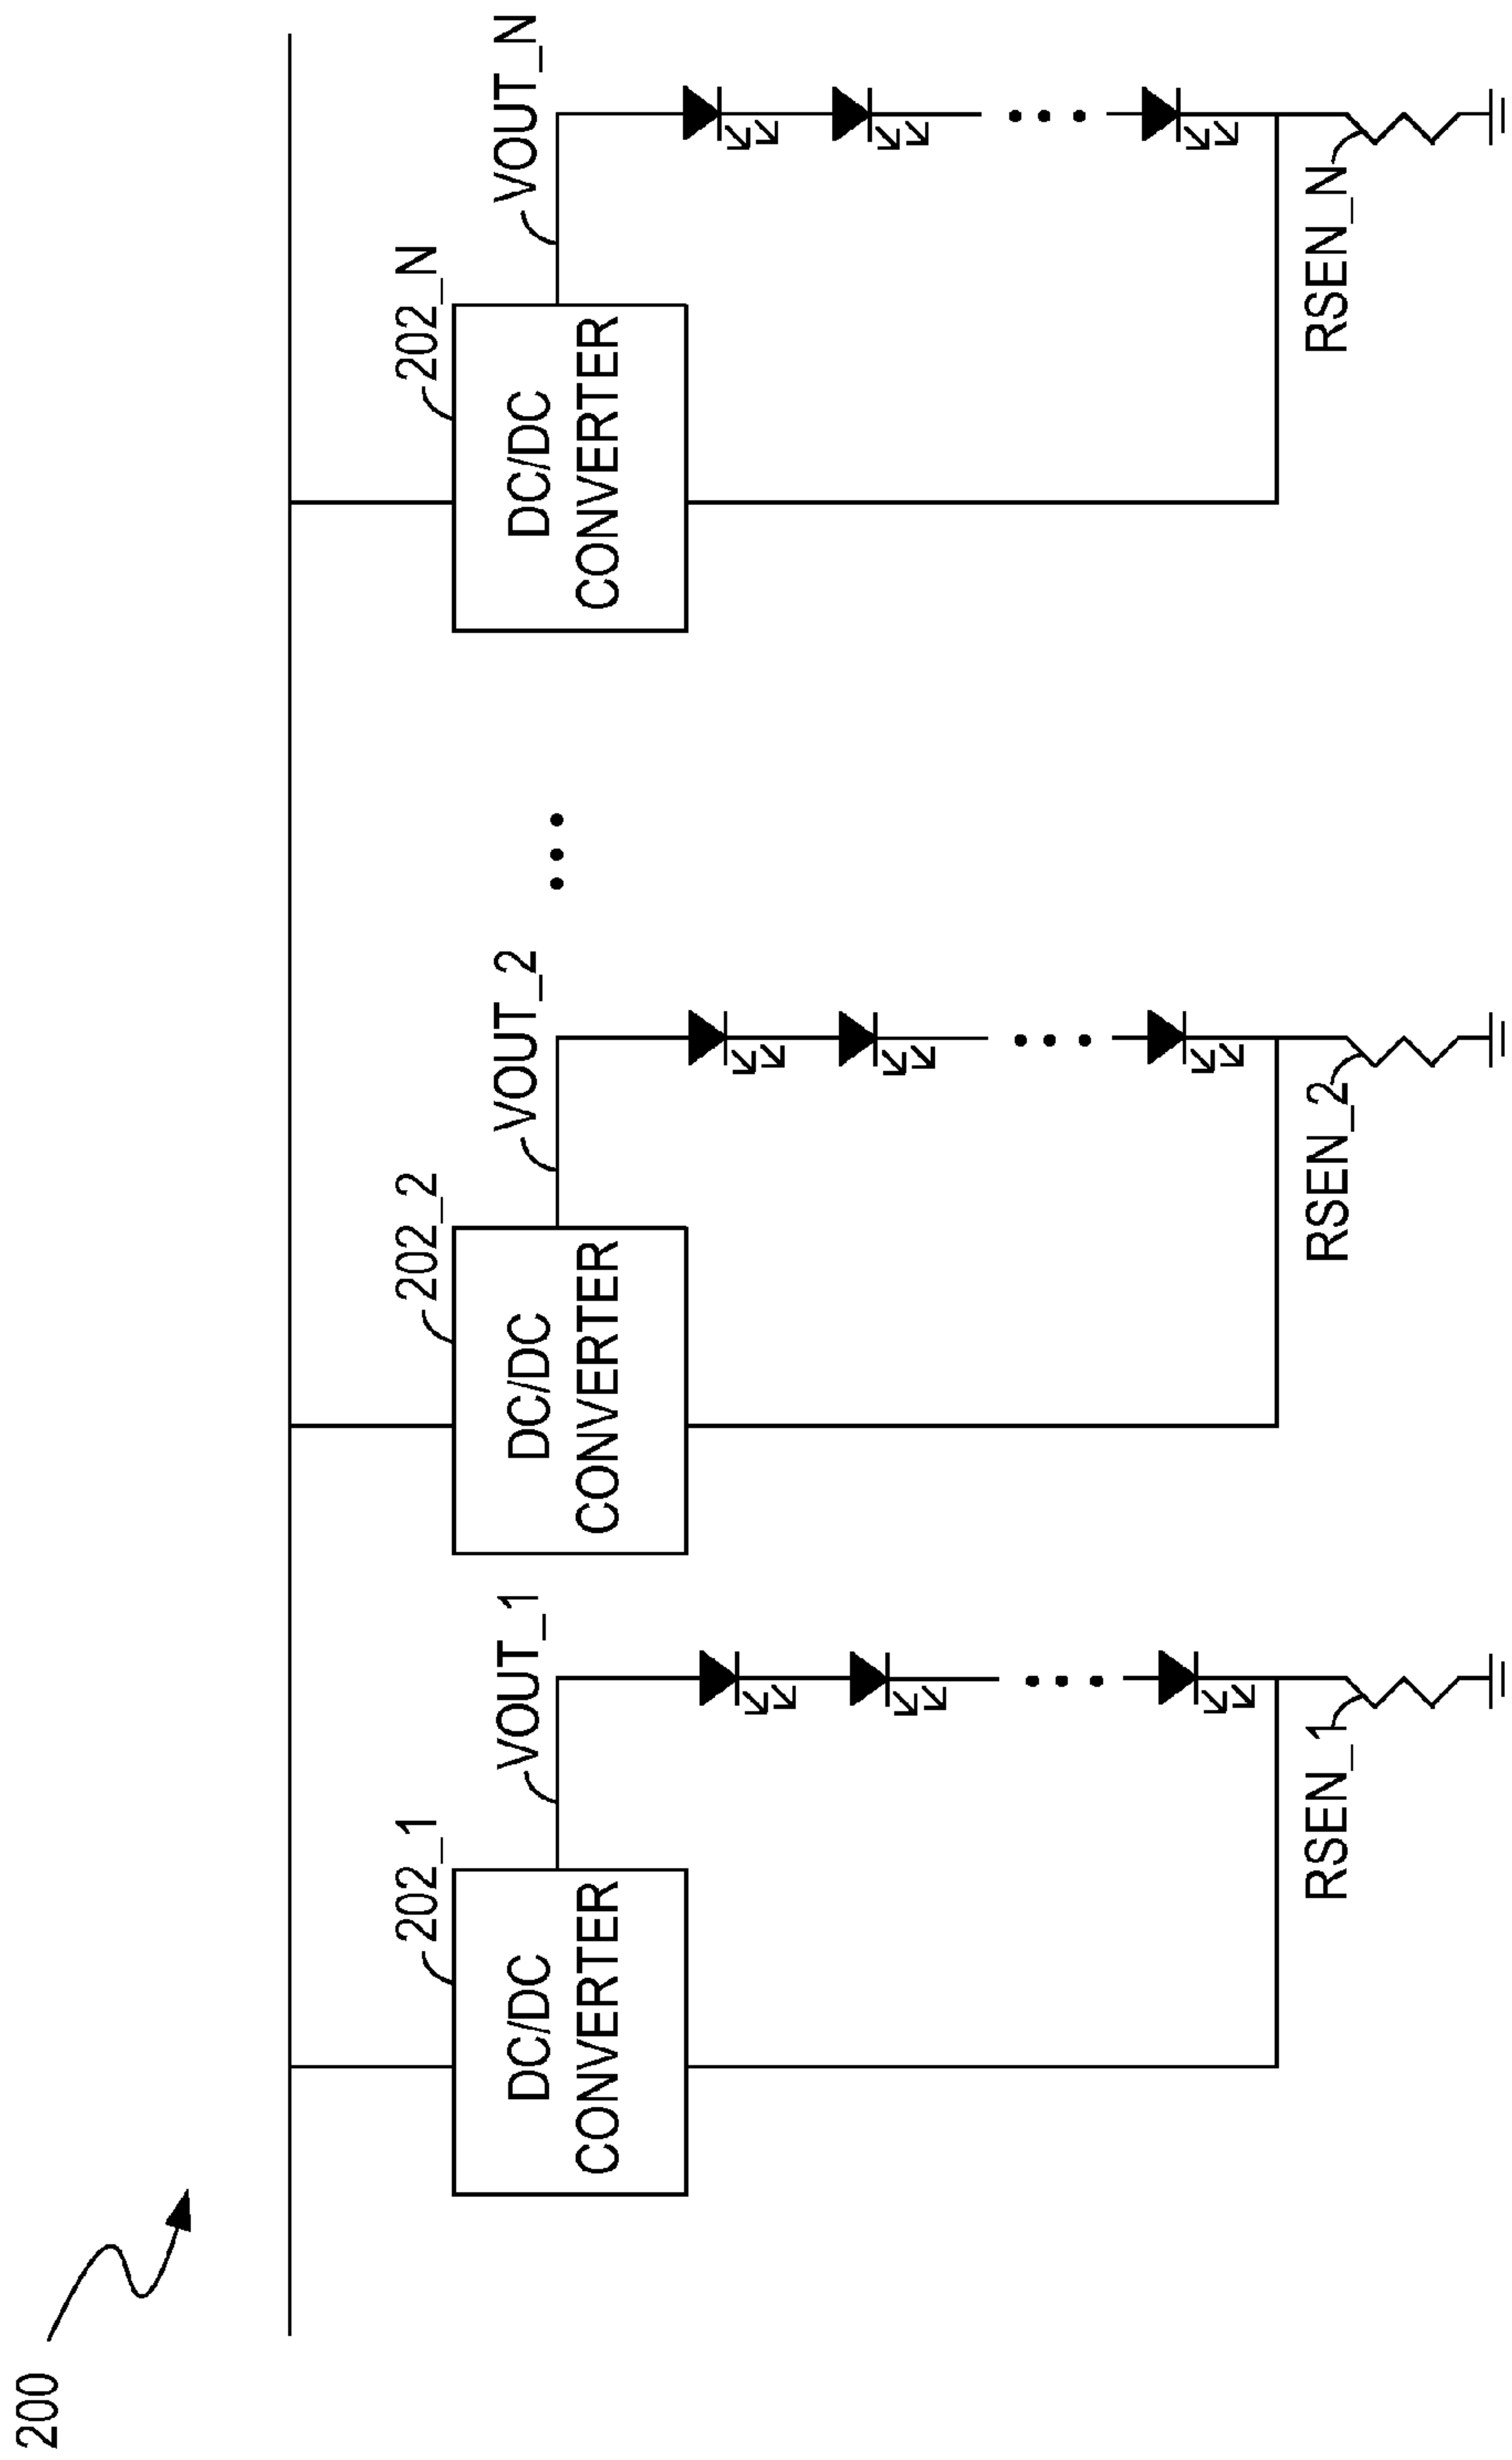 200
202_1
VOUT_1
202_2
VOUT_2
202_N
VOUT_N
DC/DC
CONVERTER
DC/DC
CONVERTER
DC/DC
CONVERTER
RSEN_1
RSEN_2
RSEN_N